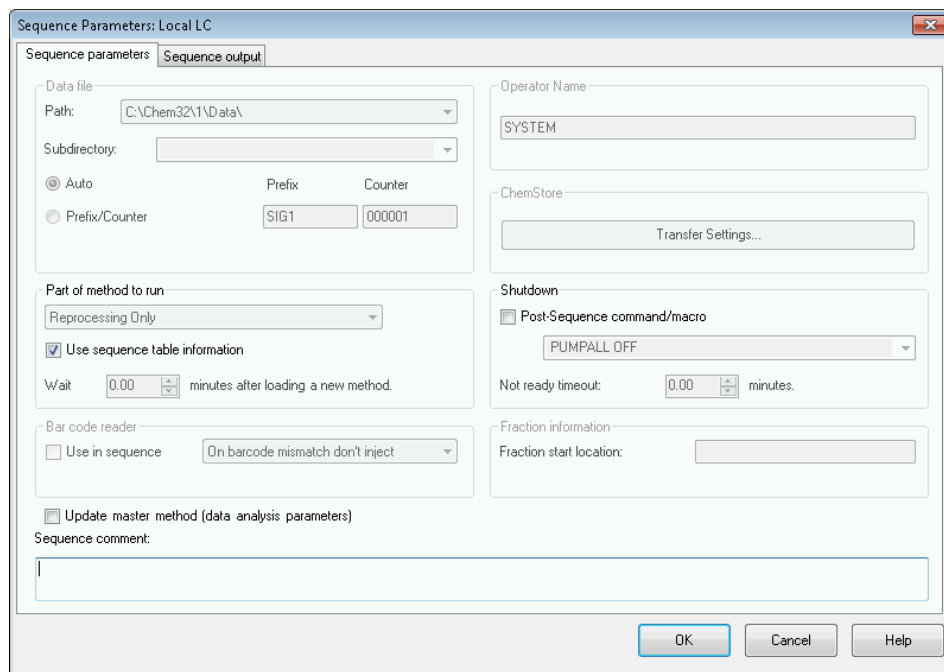 Sequence Parameters: Local LC
Sequence parameters
Sequence output
Data file
Path: C:\Chem32\1\Data\
Subdirectory:
Auto
Prefix
Counter
Prefix/Counter
SIG1
000001
Operator Name
SYSTEM
ChemStore
Transfer Settings...
Part of method to run
Reprocessing Only
Use sequence table information
Wait 0.00 minutes after loading a new method.
Shutdown
Post-Sequence command/macro
PUMPALL OFF
Not ready timeout: 0.00 minutes.
Bar code reader
Use in sequence
On barcode mismatch don't inject
Fraction information
Fraction start location:
Update master method (data analysis parameters)
Sequence comment:
OK
Cancel
Help